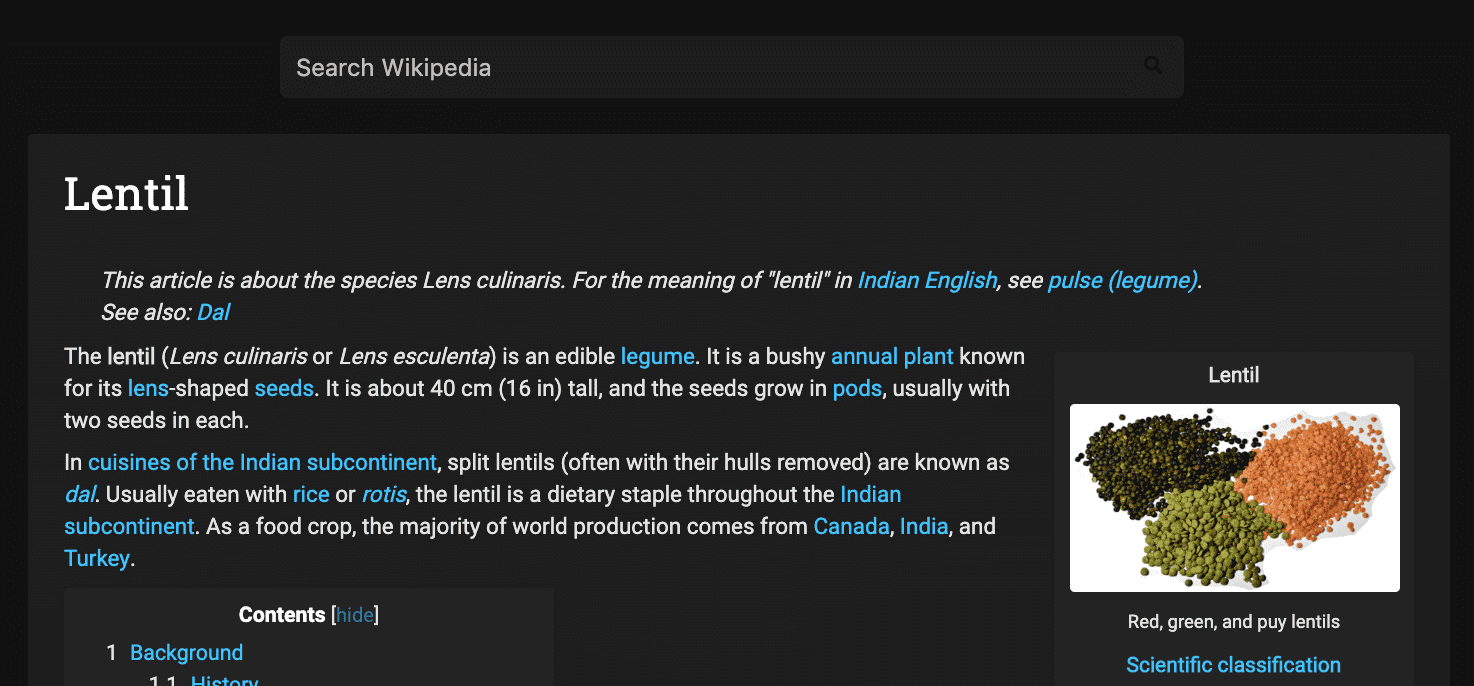 Search Wikipedia
Lentil
This article is about the species Lens culinaris. For the meaning of "lentil" in Indian English, see pulse (legume).
See also: Dal
The lentil (Lens culinaris or Lens esculenta) is an edible legume. It is a bushy annual plant known
for its lens-shaped seeds. It is about 40 cm (16 in) tall, and the seeds grow in pods, usually with
two seeds in each.
In cuisines of the Indian subcontinent, split lentils (often with their hulls removed) are known as
dal. Usually eaten with rice or rotis, the lentil is a dietary staple throughout the Indian
subcontinent. As a food crop, the majority of world production comes from Canada, India, and
Turkey.
Contents [hide]
1 Background
1.1 History
Lentil
Red, green, and puy lentils
Scientific classification